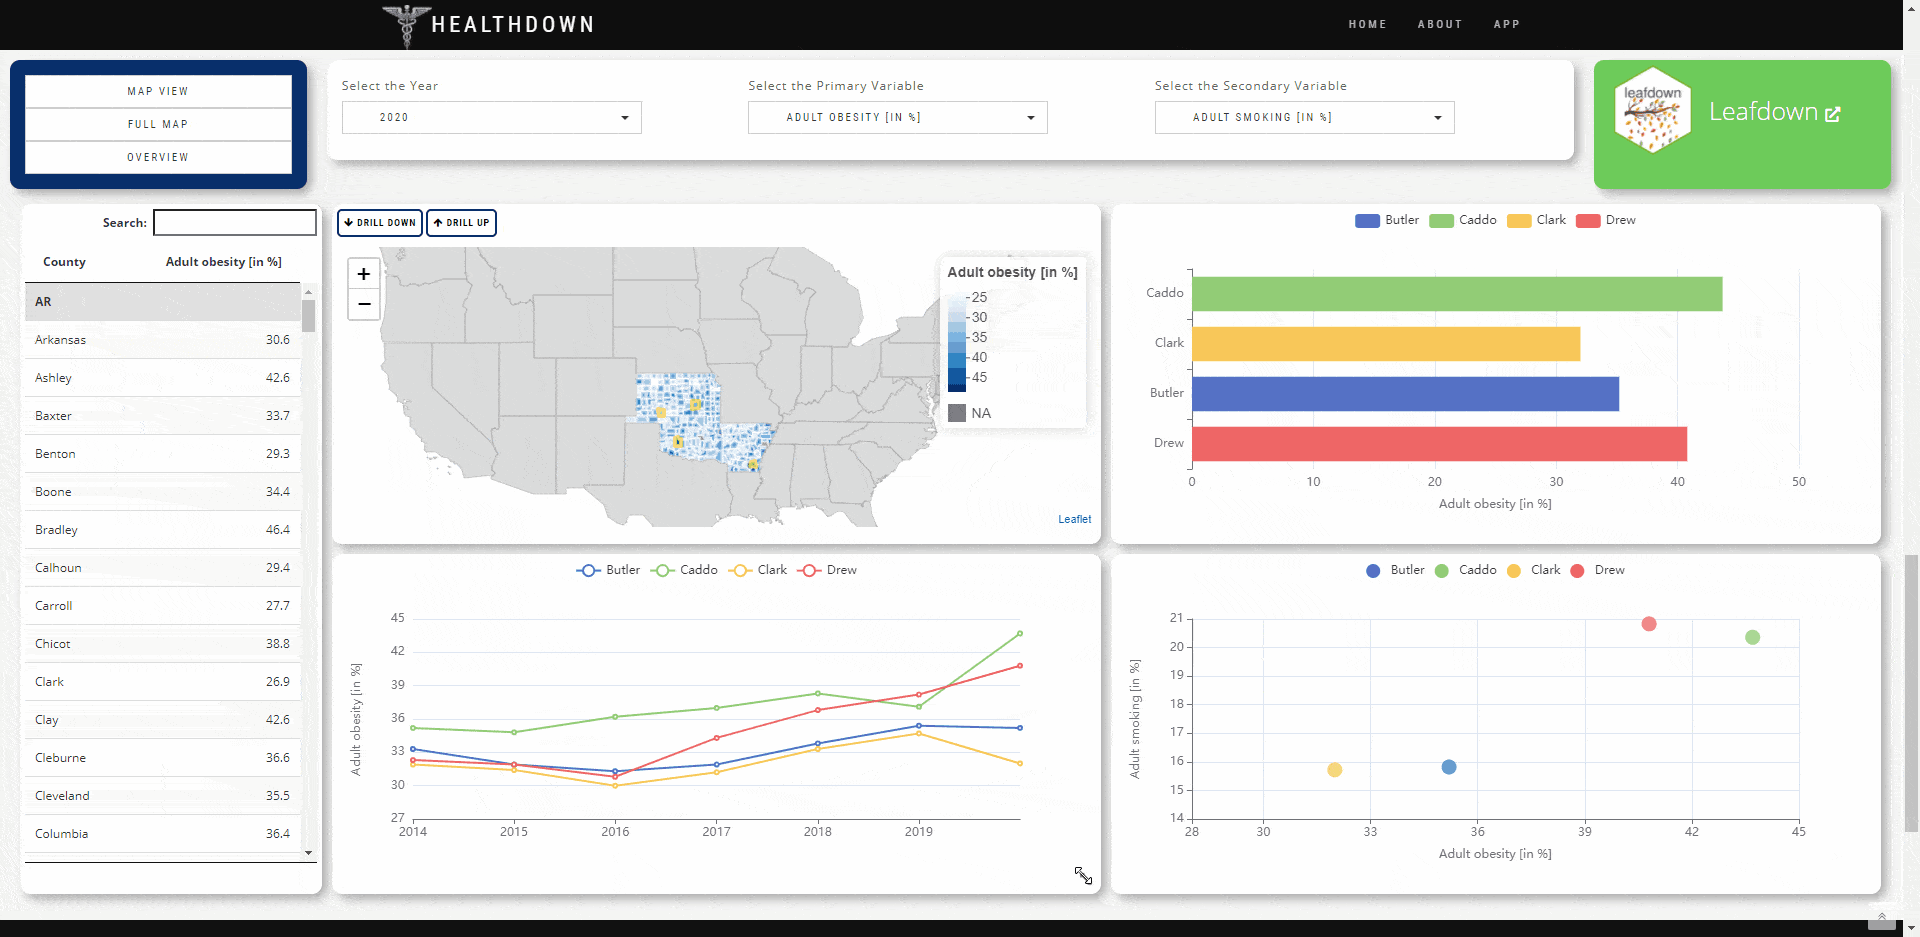 HEALTHDOWN
HOME ABOUT APP
MAP VIEW
FULL MAP
OVERVIEW
Select the Year
2020
Select the Primary Variable
ADULT OBESITY [IN %]
Select the Secondary Variable
ADULT SMOKING [IN %]
leafdown
Leafdown
Search:
County Adult obesity [in %]
AR
Arkansas 30.6
Ashley 42.6
Baxter 33.7
Benton 29.3
Boone 34.4
Bradley 46.4
Calhoun 29.4
Carroll 27.7
Chicot 38.8
Clark 26.9
Clay 42.6
Cleburne 36.6
Cleveland 35.5
Columbia 36.4
DRILL DOWN DRILL UP
+
−
Adult obesity [in %]
25
30
35
40
45
NA
Leaflet
Butler Caddo Clark Drew
Caddo
Clark
Butler
Drew
0 10 20 30 40 50
Adult obesity [in %]
Butler Caddo Clark Drew
Adult obesity [in %]
45
42
39
36
33
30
27
2014 2015 2016 2017 2018 2019
Butler Caddo Clark Drew
Adult smoking [in %]
21
20
19
18
17
16
15
14
28 30 33 36 39 42 45
Adult obesity [in %]